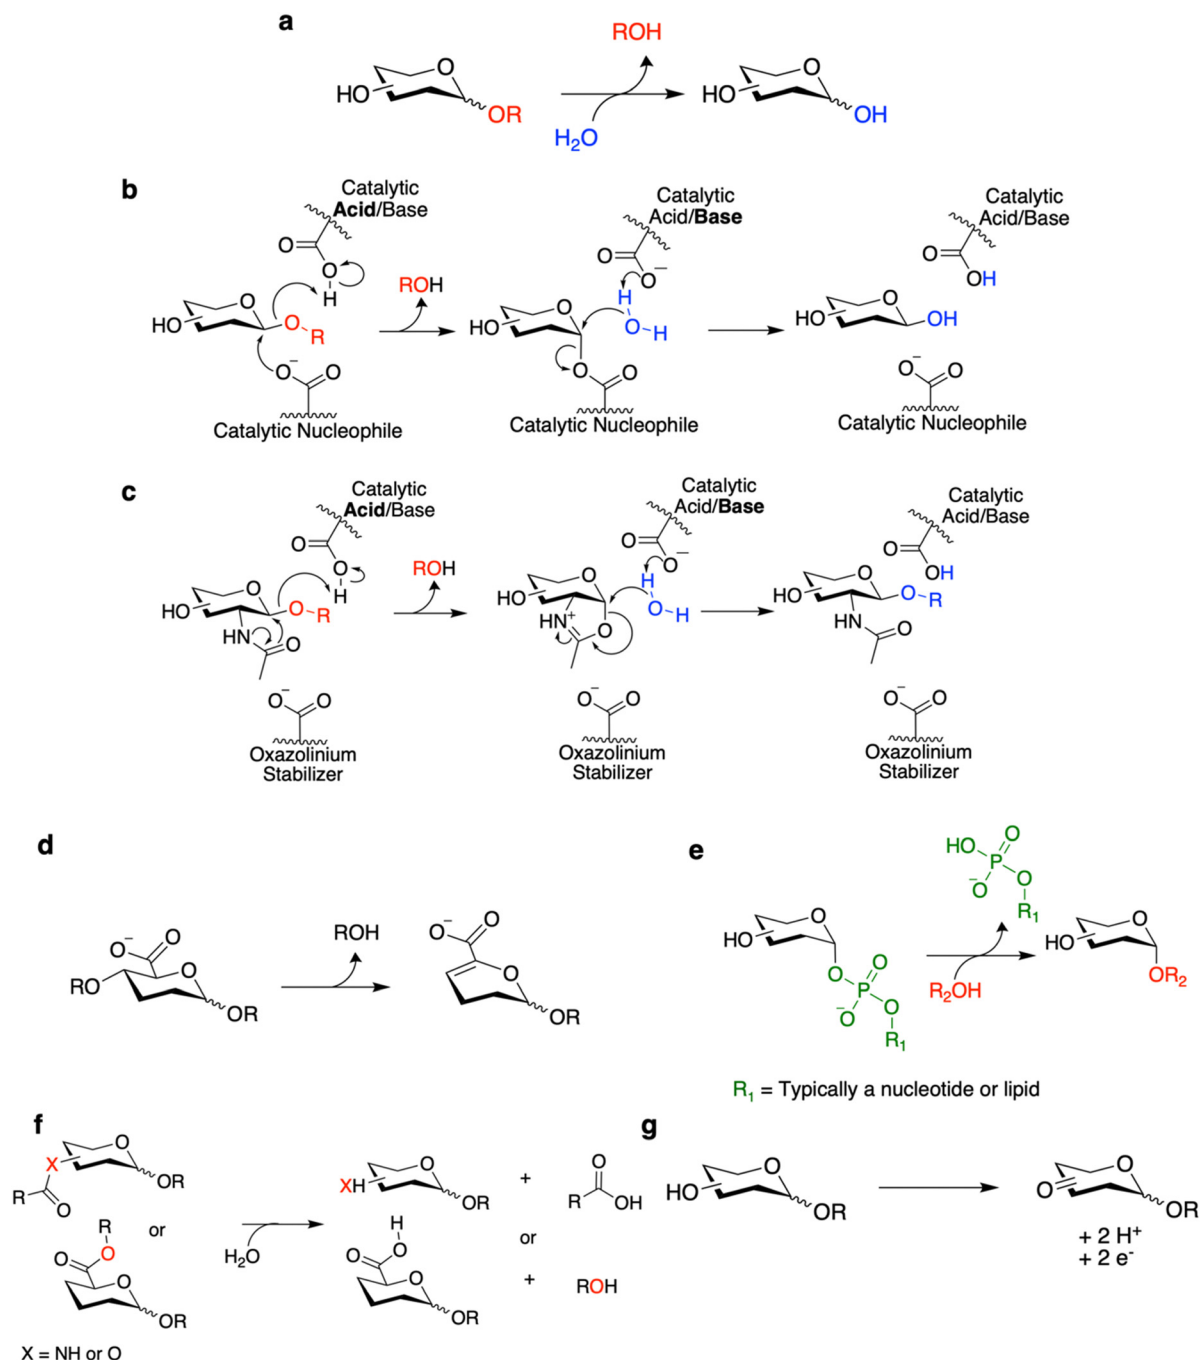 a
ROH
O
HO
OR
H₂O
O
HO
OH
b
Catalytic
Acid/Base
O
O
H
O
HO
O
R
O⁻
O
Catalytic Nucleophile
ROH
Catalytic
Acid/Base
O
O⁻
H
O
HO
O-H
O
O
Catalytic Nucleophile
Catalytic
Acid/Base
O
OH
O
HO
OH
O⁻
O
Catalytic Nucleophile
c
Catalytic
Acid/Base
O
O
H
O
HO
O
R
HN
O
O⁻
O
Oxazolinium
Stabilizer
ROH
Catalytic
Acid/Base
O
O⁻
H
O
HO
O-H
HN⁺
O
O⁻
O
Oxazolinium
Stabilizer
Catalytic
Acid/Base
O
OH
O
HO
O
R
HN
O
O⁻
O
Oxazolinium
Stabilizer
d
O⁻
O
O
RO
OR
ROH
O⁻
O
O
OR
e
O
HO
O
O
P
⁻O
O
R₁
R₂OH
HO
O
P
⁻O
O
R₁
O
HO
OR₂
R₁ = Typically a nucleotide or lipid
f
O
X
OR
R
O
or
R
O
O
O
OR
X = NH or O
H₂O
O
XH
OR
+
O
R
OH
or
H
O
O
O
OR
+
ROH
g
O
HO
OR
O
O
OR
+ 2 H⁺
+ 2 e⁻